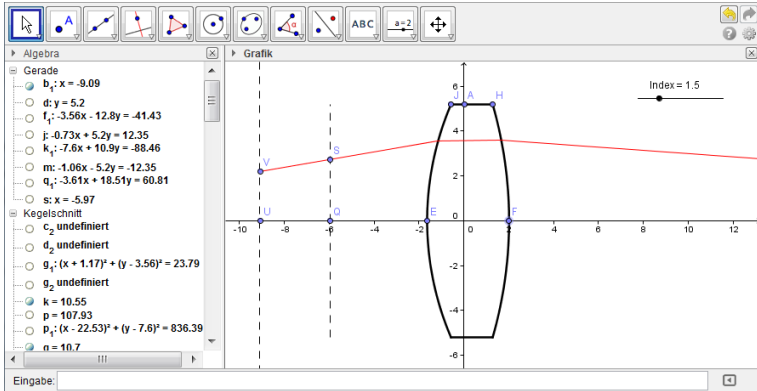 A ABC a=2
Algebra
Grafik
Gerade
b₁: x = -9.09
d: y = 5.2
f₁: -3.56x - 12.8y = -41.43
j: -0.73x + 5.2y = 12.35
k₁: -7.6x + 10.9y = -88.46
m: -1.06x - 5.2y = -12.35
q₁: -3.61x + 18.51y = 60.81
s: x = -5.97
Kegelschnitt
c₂ undefiniert
d₂ undefiniert
g₁: (x + 1.17)² + (y - 3.56)² = 23.79
g₂ undefiniert
k = 10.55
p = 107.93
p₁: (x - 22.53)² + (y - 7.6)² = 836.39
q = 10.7
Index = 1.5
6
J A H
4
S
V
2
U Q E 0 F
-10 -8 -6 -4 -2 0 2 4 6 8 10 12
-2
-4
-6
Eingabe: